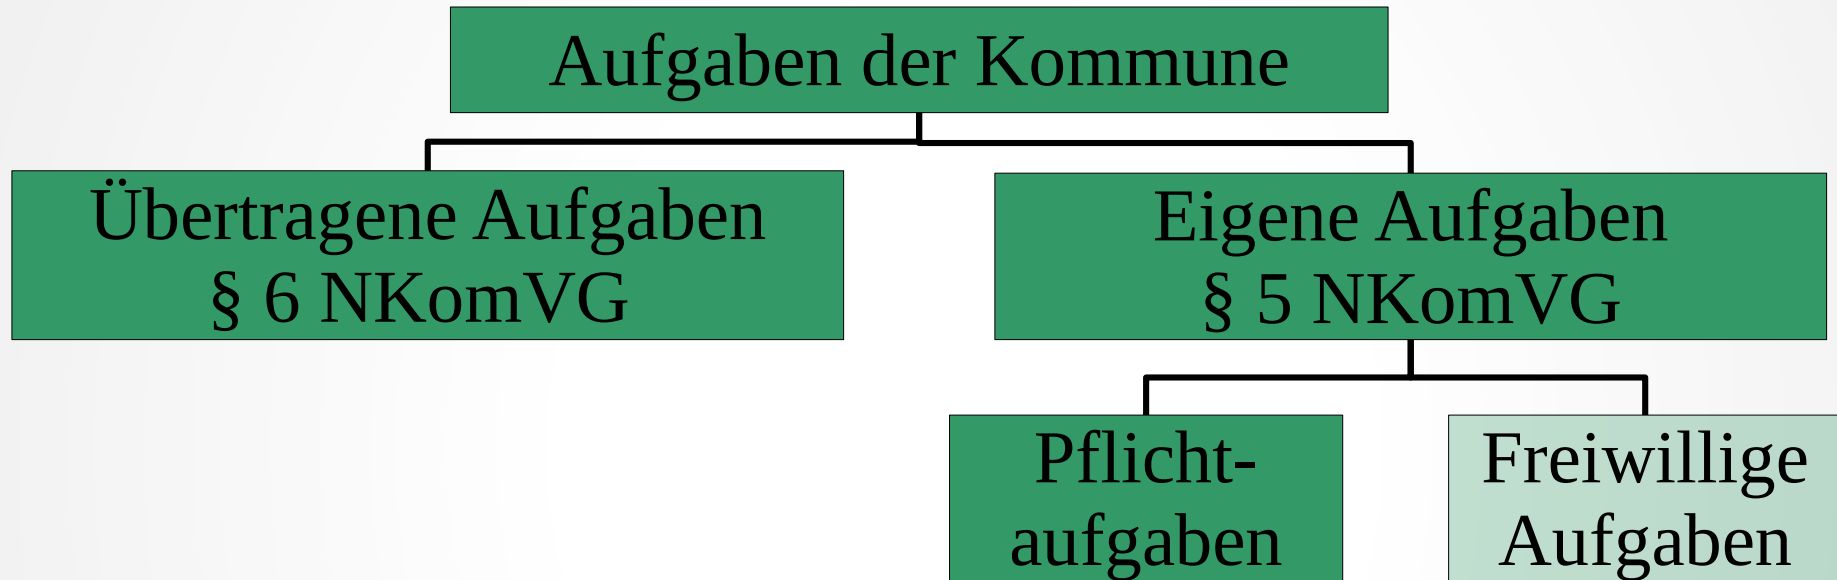 Aufgaben der Kommune
Übertragene Aufgaben
§ 6 NKomVG
Eigene Aufgaben
§ 5 NKomVG
Pflicht-
aufgaben
Freiwillige
Aufgaben